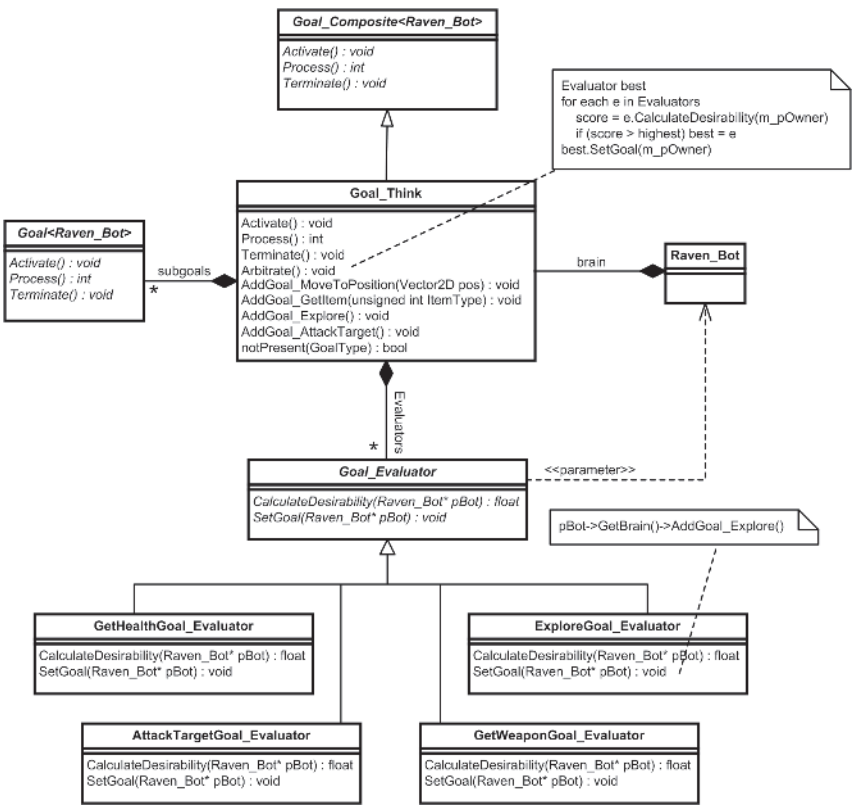 Goal_Composite<Raven_Bot>
Activate() : void
Process() : int
Terminate() : void
Evaluator best
for each e in Evaluators
score = e.CalculateDesirability(m_pOwner)
if (score > highest) best = e
best.SetGoal(m_pOwner)
Goal_Think
Activate() : void
Process() : int
Terminate() : void
Arbitrate() : void
AddGoal_MoveToPosition(Vector2D pos) : void
AddGoal_GetItem(unsigned int ItemType) : void
AddGoal_Explore() : void
AddGoal_AttackTarget() : void
notPresent(GoalType) : bool
Goal<Raven_Bot>
Activate() : void
Process() : int
Terminate() : void
subgoals
*
brain
Raven_Bot
Evaluators
*
Goal_Evaluator
CalculateDesirability(Raven_Bot* pBot) : float
SetGoal(Raven_Bot* pBot) : void
<<parameter>>
pBot->GetBrain()->AddGoal_Explore()
GetHealthGoal_Evaluator
CalculateDesirability(Raven_Bot* pBot) : float
SetGoal(Raven_Bot* pBot) : void
ExploreGoal_Evaluator
CalculateDesirability(Raven_Bot* pBot) : float
SetGoal(Raven_Bot* pBot) : void
AttackTargetGoal_Evaluator
CalculateDesirability(Raven_Bot* pBot) : float
SetGoal(Raven_Bot* pBot) : void
GetWeaponGoal_Evaluator
CalculateDesirability(Raven_Bot* pBot) : float
SetGoal(Raven_Bot* pBot) : void